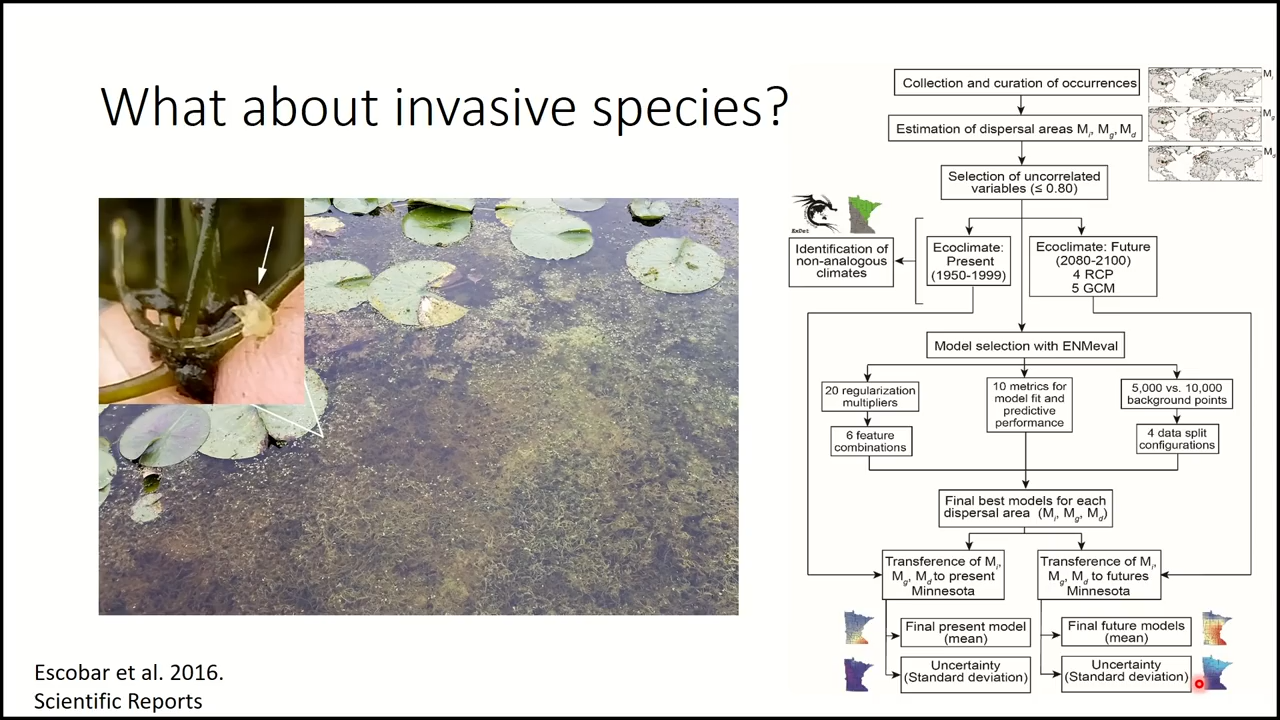 What about invasive species?
Collection and curation of occurrences
Estimation of dispersal areas Mi, Mg, Md
Selection of uncorrelated
variables (≤ 0.80)
ExDet
Identification of
non-analogous
climates
Ecoclimate:
Present
(1950-1999)
Ecoclimate: Future
(2080-2100)
4 RCP
5 GCM
Model selection with ENMeval
20 regularization
multipliers
10 metrics for
model fit and
predictive
performance
5,000 vs. 10,000
background points
6 feature
combinations
4 data split
configurations
Final best models for each
dispersal area (Mi, Mg, Md)
Transference of Mi,
Mg, Md to present
Minnesota
Transference of Mi,
Mg, Md to futures
Minnesota
Final present model
(mean)
Final future models
(mean)
Uncertainty
(Standard deviation)
Uncertainty
(Standard deviation)
Escobar et al. 2016.
Scientific Reports